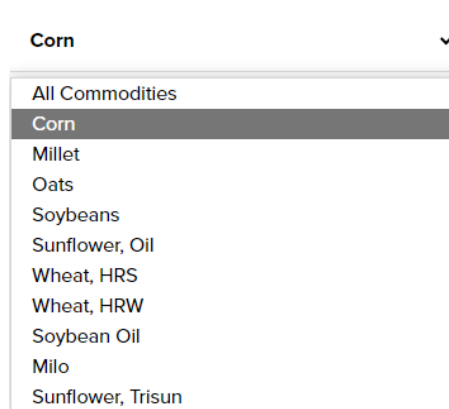 Corn
All Commodities
Corn
Millet
Oats
Soybeans
Sunflower, Oil
Wheat, HRS
Wheat, HRW
Soybean Oil
Milo
Sunflower, Trisun